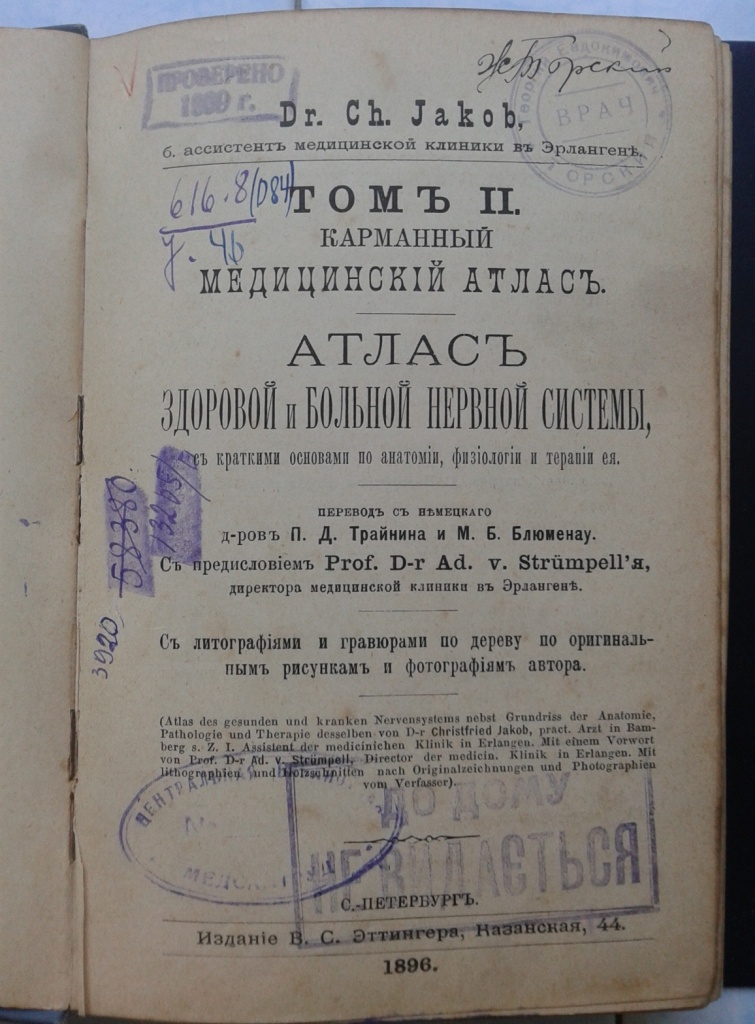 ПРОВЕРЕНО
Dr. Ch. Jakob,
б. ассистентъ медицинской клиники въ Эрлангенѣ.
ВРАЧ
616.8(084)
ТОМЪ II.
КАРМАННЫЙ
МЕДИЦИНСКІЙ АТЛАСЪ.
АТЛАСЪ
ЗДОРОВОЙ и БОЛЬНОЙ НЕРВНОЙ СИСТЕМЫ,
съ краткими основами по анатоміи, физіологіи и терапіи ея.
58380
3920
ПЕРЕВОДЪ СЪ НѢМЕЦКАГО
д-ровъ П. Д. Трайнина и М. Б. Блюменау.
Съ предисловіемъ Prof. D-r Ad. v. Strümpell'я,
директора медицинской клиники въ Эрлангенѣ.
Съ литографіями и гравюрами по дереву по оригиналь-
нымъ рисункамъ и фотографіямъ автора.
(Atlas des gesunden und kranken Nervensystems nebst Grundriss der Anatomie,
Pathologie und Therapie desselben von D-r Christfried Jakob, pract. Arzt in Bam-
berg s. Z. I. Assistent der medicinichen Klinik in Erlangen. Mit einem Vorwort
von Prof. D-r Ad. v. Strümpell, Director der medicin. Klinik in Erlangen. Mit
lithographien und Holzschnitten nach Originalzeichnungen und Photographien
vom Verfasser).
ДО ДОМУ
НЕ ВИДАЄТЬСЯ
С.-ПЕТЕРБУРГЪ.
Изданіе В. С. Эттингера, Казанская, 44.
1896.